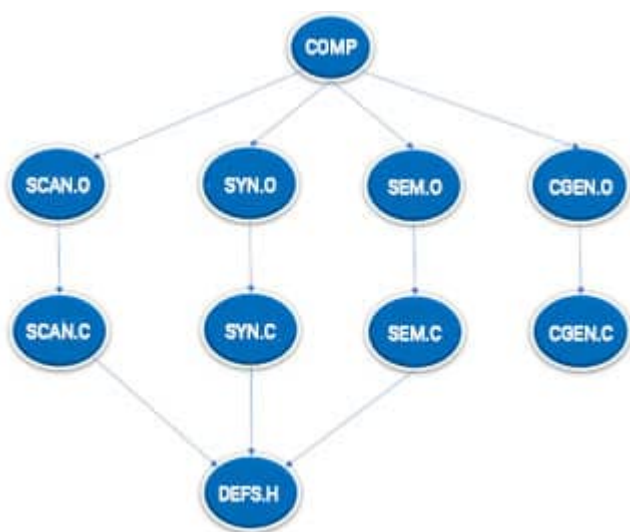 COMP
SCAN.O SYN.O SEM.O CGEN.O
SCAN.C SYN.C SEM.C CGEN.C
DEFS.H